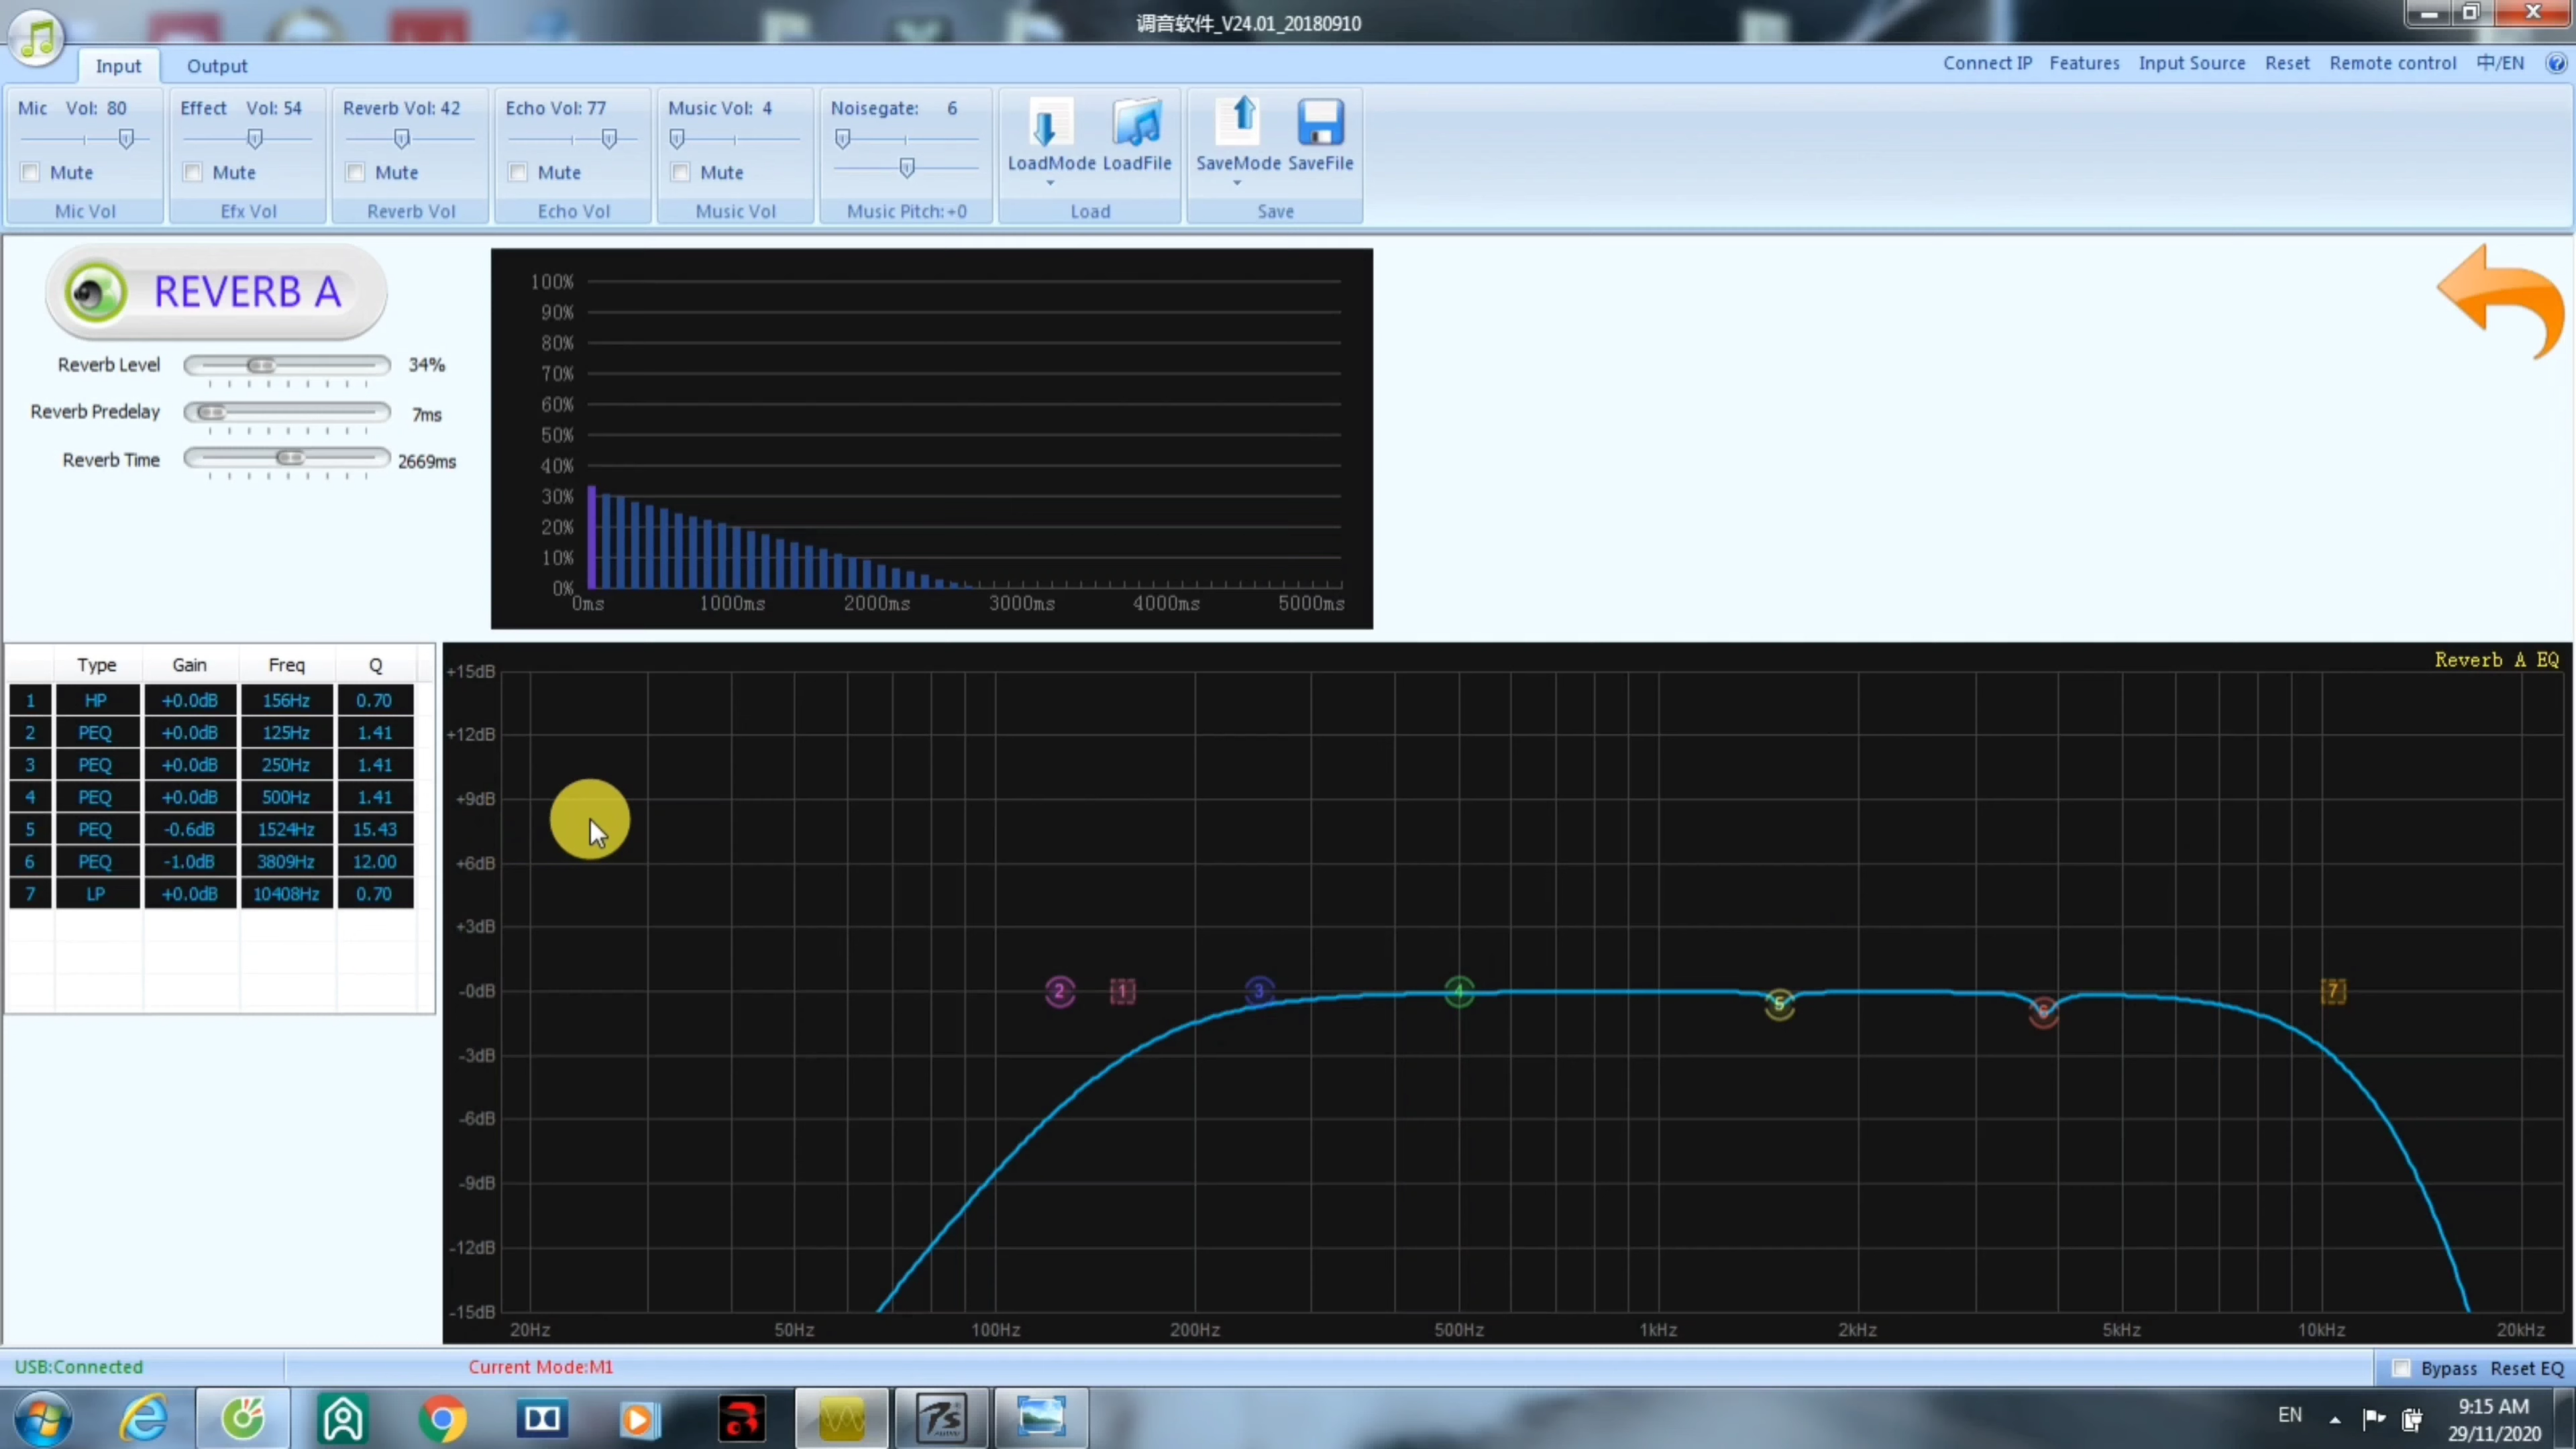 调音软件_V24.01_20180910
Input Output Connect IP Features Input Source Reset Remote control 中/EN
Mic Vol: 80 Effect Vol: 54 Reverb Vol: 42 Echo Vol: 77 Music Vol: 4 Noisegate: 6
LoadMode LoadFile SaveMode SaveFile
Mute Mute Mute Mute Mute
Mic Vol Efx Vol Reverb Vol Echo Vol Music Vol Music Pitch:+0 Load Save
REVERB A
Reverb Level 34%
Reverb Predelay 7ms
Reverb Time 2669ms
100%
90%
80%
70%
60%
50%
40%
30%
20%
10%
0%
0ms 1000ms 2000ms 3000ms 4000ms 5000ms
Type Gain Freq Q
1 HP +0.0dB 156Hz 0.70
2 PEQ +0.0dB 125Hz 1.41
3 PEQ +0.0dB 250Hz 1.41
4 PEQ +0.0dB 500Hz 1.41
5 PEQ -0.6dB 1524Hz 15.43
6 PEQ -1.0dB 3809Hz 12.00
7 LP +0.0dB 10408Hz 0.70
Reverb A EQ
+15dB
+12dB
+9dB
+6dB
+3dB
-0dB
-3dB
-6dB
-9dB
-12dB
-15dB
2 1 3 4 5 6 7
20Hz 50Hz 100Hz 200Hz 500Hz 1kHz 2kHz 5kHz 10kHz 20kHz
USB:Connected Current Mode:M1 Bypass Reset EQ
EN 9:15 AM
29/11/2020